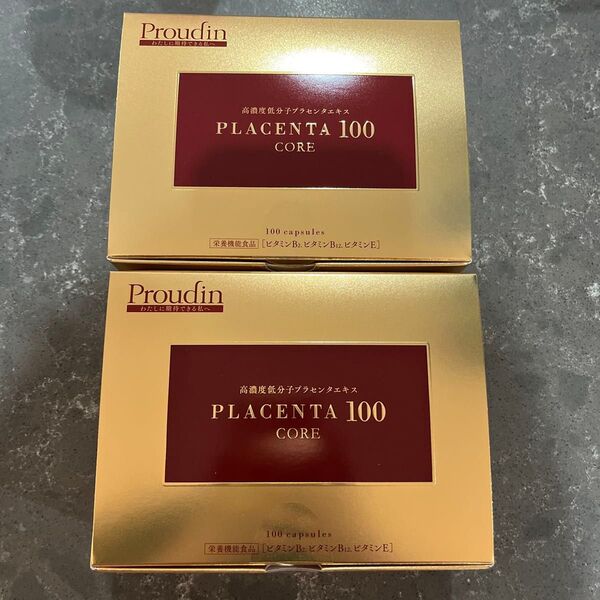 Proudin
わたしに期待できる私へ
高濃度低分子プラセンタエキス
PLACENTA 100
CORE
100 capsules
栄養機能食品 [ビタミンB2、ビタミンB12、ビタミンE]
Proudin
わたしに期待できる私へ
高濃度低分子プラセンタエキス
PLACENTA 100
CORE
100 capsules
栄養機能食品 [ビタミンB2、ビタミンB12、ビタミンE]